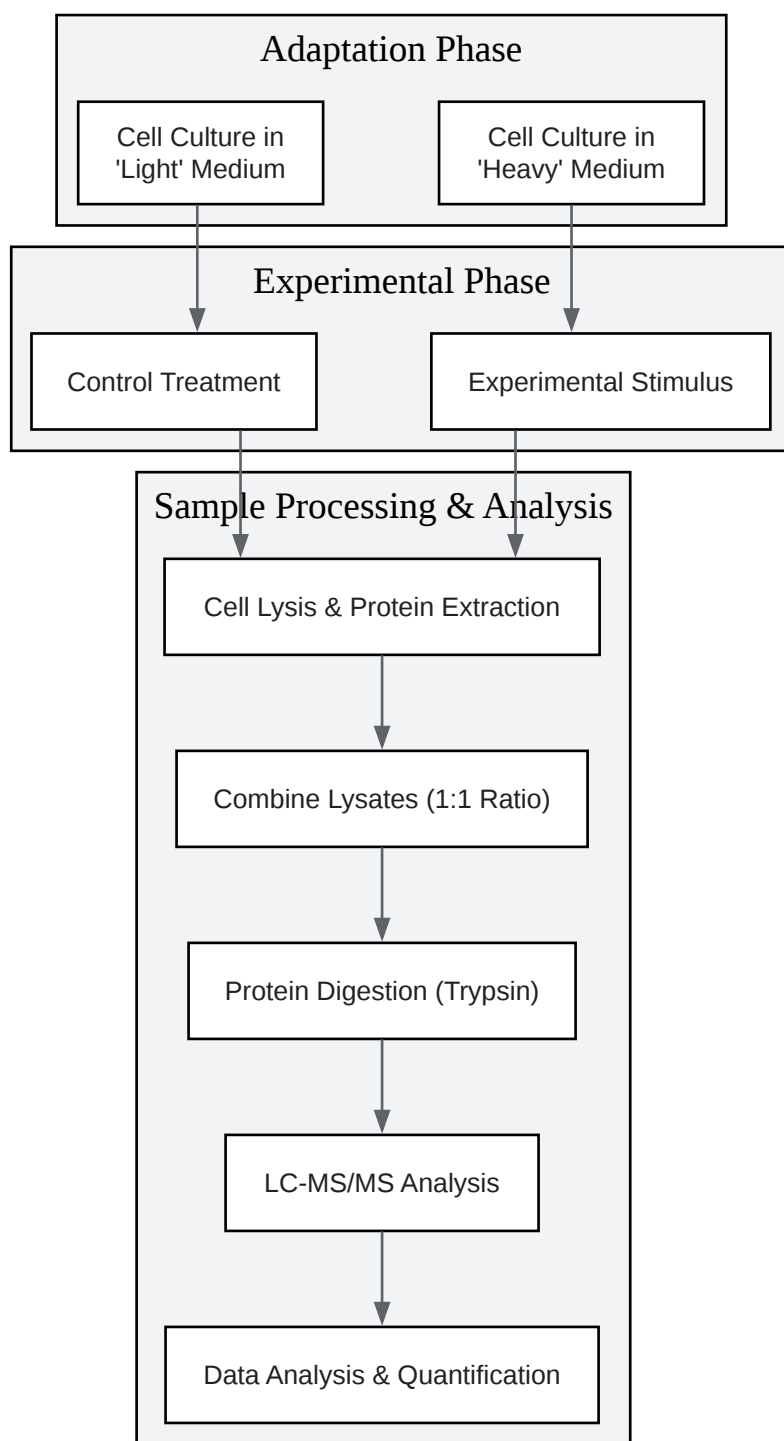 Adaptation Phase
Cell Culture in
'Light' Medium
Cell Culture in
'Heavy' Medium
Experimental Phase
Control Treatment
Experimental Stimulus
Sample Processing & Analysis
Cell Lysis & Protein Extraction
Combine Lysates (1:1 Ratio)
Protein Digestion (Trypsin)
LC-MS/MS Analysis
Data Analysis & Quantification